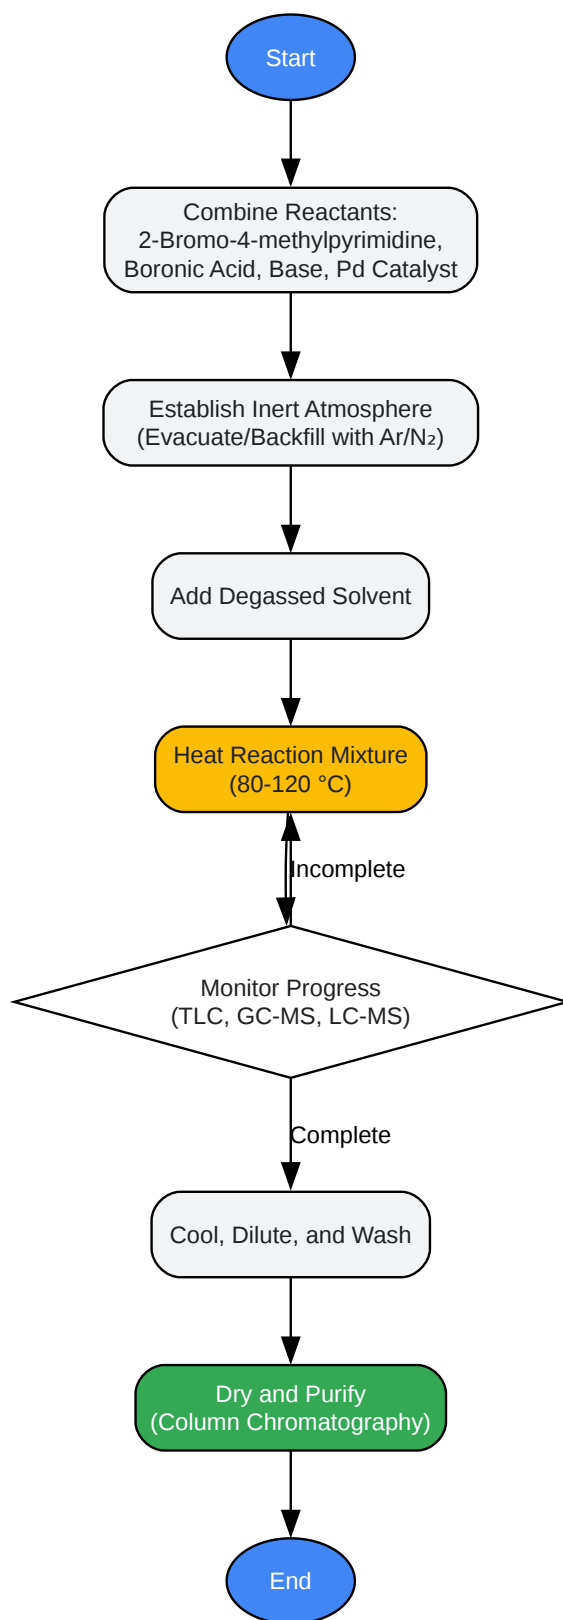 Start
Combine Reactants:
2-Bromo-4-methylpyrimidine,
Boronic Acid, Base, Pd Catalyst
Establish Inert Atmosphere
(Evacuate/Backfill with Ar/N₂)
Add Degassed Solvent
Heat Reaction Mixture
(80-120 °C)
Incomplete
Monitor Progress
(TLC, GC-MS, LC-MS)
Complete
Cool, Dilute, and Wash
Dry and Purify
(Column Chromatography)
End